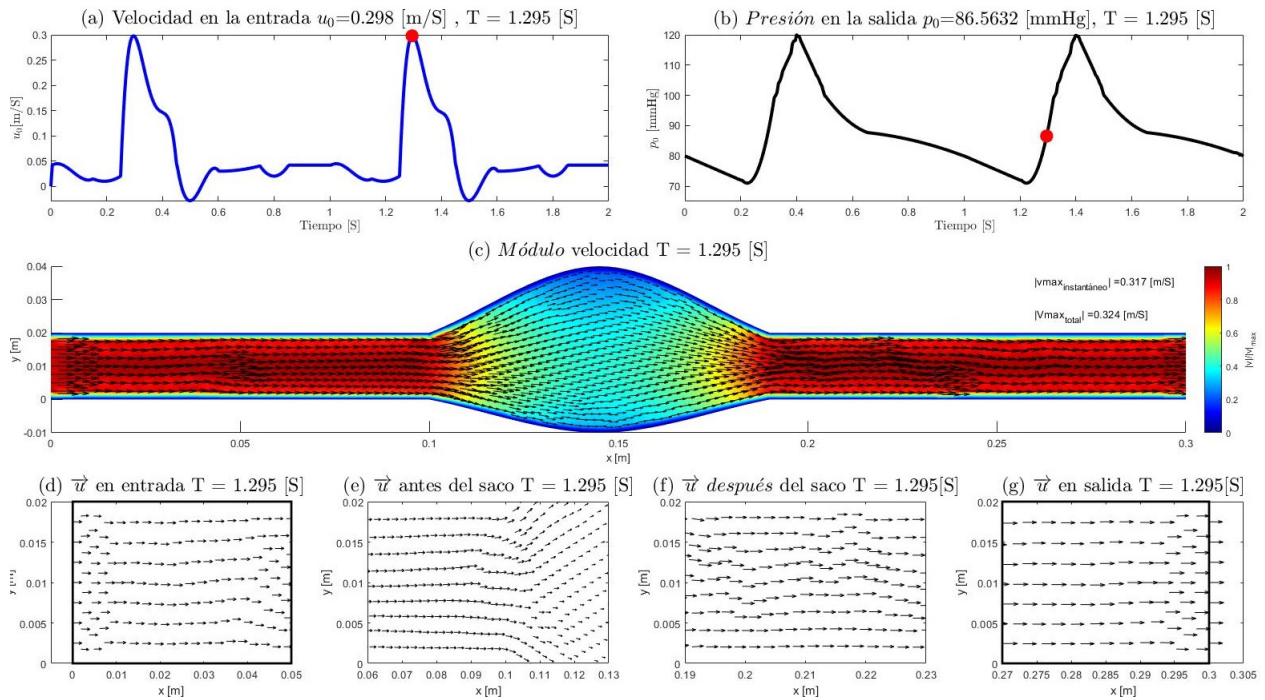 (a) Velocidad en la entrada u₀=0.298 [m/S] , T = 1.295 [S]
0.3
0.25
0.2
0.15
0.1
0.05
0
u₀[m/S]
0 0.2 0.4 0.6 0.8 1 1.2 1.4 1.6 1.8 2
Tiempo [S]
(b) Presión en la salida p₀=86.5632 [mmHg], T = 1.295 [S]
120
110
100
90
80
70
p₀ [mmHg]
0 0.2 0.4 0.6 0.8 1 1.2 1.4 1.6 1.8 2
Tiempo [S]
(c) Módulo velocidad T = 1.295 [S]
0.04
0.03
0.02
0.01
0
-0.01
y [m]
0 0.05 0.1 0.15 0.2 0.25 0.3
x [m]
|vmax instantáneo| =0.317 [m/S]
|Vmax total| =0.324 [m/S]
1
0.8
0.6
0.4
0.2
0
|v|/|v|max
(d) u⃗ en entrada T = 1.295 [S]
0.02
0.015
0.01
0.005
0
y [m]
0 0.01 0.02 0.03 0.04 0.05
x [m]
(e) u⃗ antes del saco T = 1.295 [S]
0.02
0.015
0.01
0.005
0
y [m]
0.06 0.07 0.08 0.09 0.1 0.11 0.12 0.13
x [m]
(f) u⃗ después del saco T = 1.295[S]
0.02
0.015
0.01
0.005
0
y [m]
0.19 0.2 0.21 0.22 0.23
x [m]
(g) u⃗ en salida T = 1.295[S]
0.02
0.015
0.01
0.005
0
y [m]
0.27 0.275 0.28 0.285 0.29 0.295 0.3 0.305
x [m]